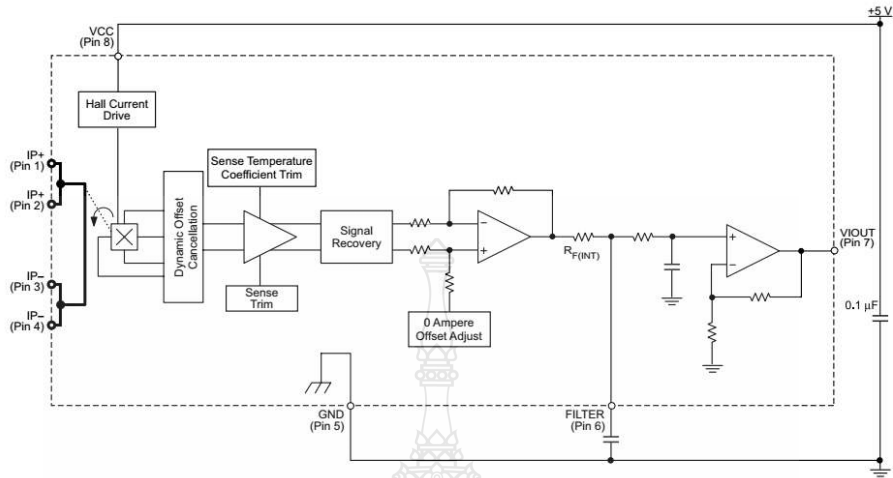 +5 V
VCC
(Pin 8)
Hall Current
Drive
IP+
(Pin 1)
IP+
(Pin 2)
IP−
(Pin 3)
IP−
(Pin 4)
Dynamic Offset
Cancellation
Sense Temperature
Coefficient Trim
Sense
Trim
Signal
Recovery
0 Ampere
Offset Adjust
−
+
RF(INT)
+
−
VIOUT
(Pin 7)
0.1 μF
GND
(Pin 5)
FILTER
(Pin 6)